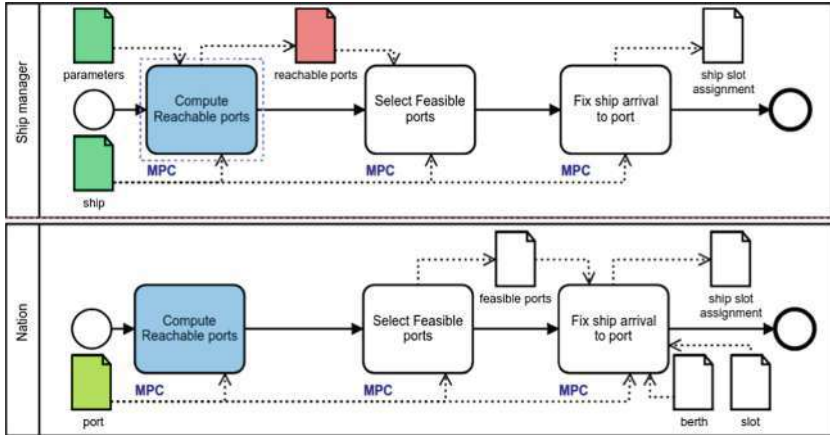 Ship manager
parameters
reachable ports
ship slot
assignment
Compute
Reachable ports
Select Feasible
ports
Fix ship arrival
to port
MPC
MPC
MPC
ship
Nation
feasible ports
ship slot
assignment
Compute
Reachable ports
Select Feasible
ports
Fix ship arrival
to port
MPC
MPC
MPC
port
berth
slot